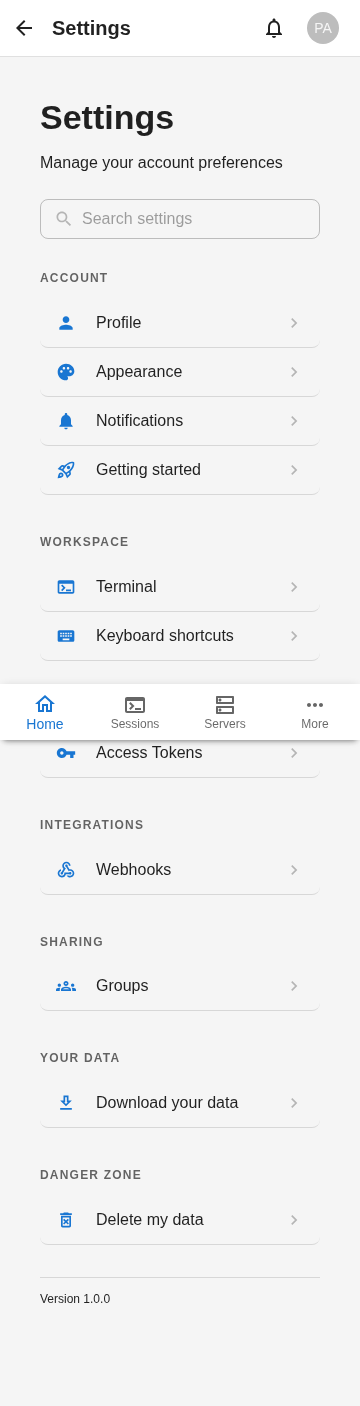 Settings
PA
Settings
Manage your account preferences
Search settings
ACCOUNT
Profile
Appearance
Notifications
Getting started
WORKSPACE
Terminal
Keyboard shortcuts
Home
Sessions
Servers
More
Access Tokens
INTEGRATIONS
Webhooks
SHARING
Groups
YOUR DATA
Download your data
DANGER ZONE
Delete my data
Version 1.0.0